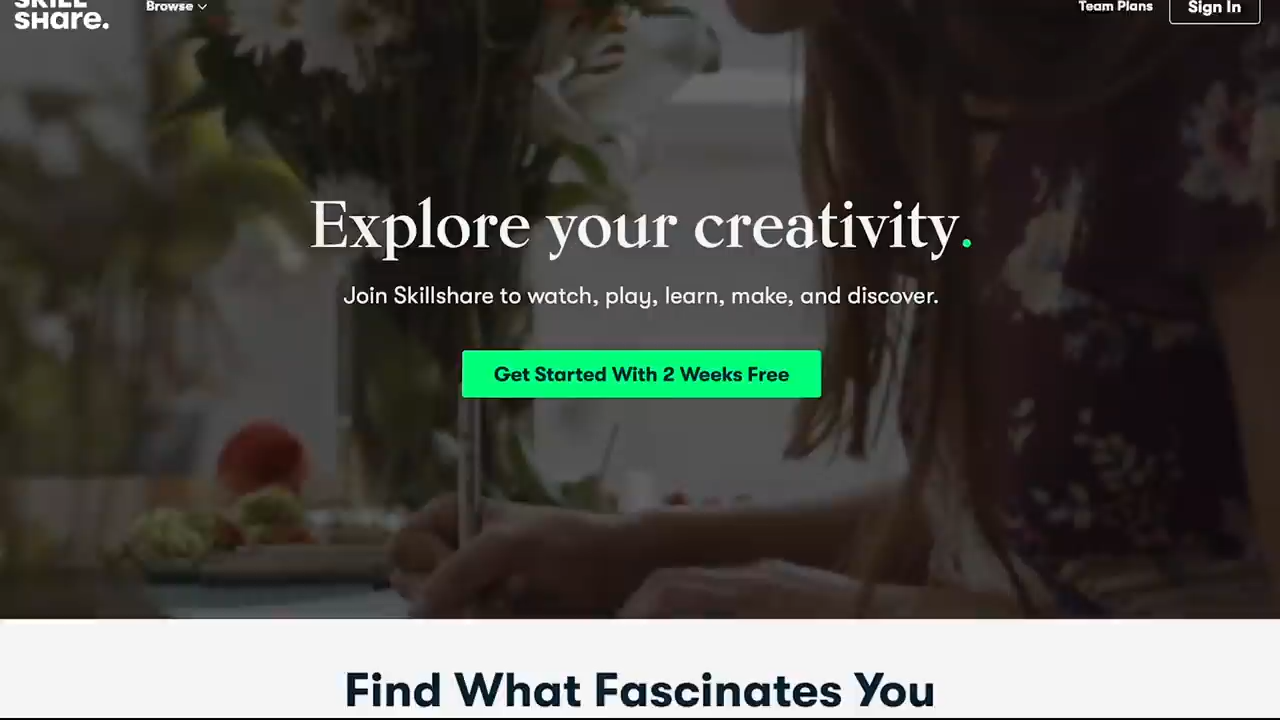 SKILL
SHare.
Browse
Team Plans
Sign In
Explore your creativity.
Join Skillshare to watch, play, learn, make, and discover.
Get Started With 2 Weeks Free
Find What Fascinates You